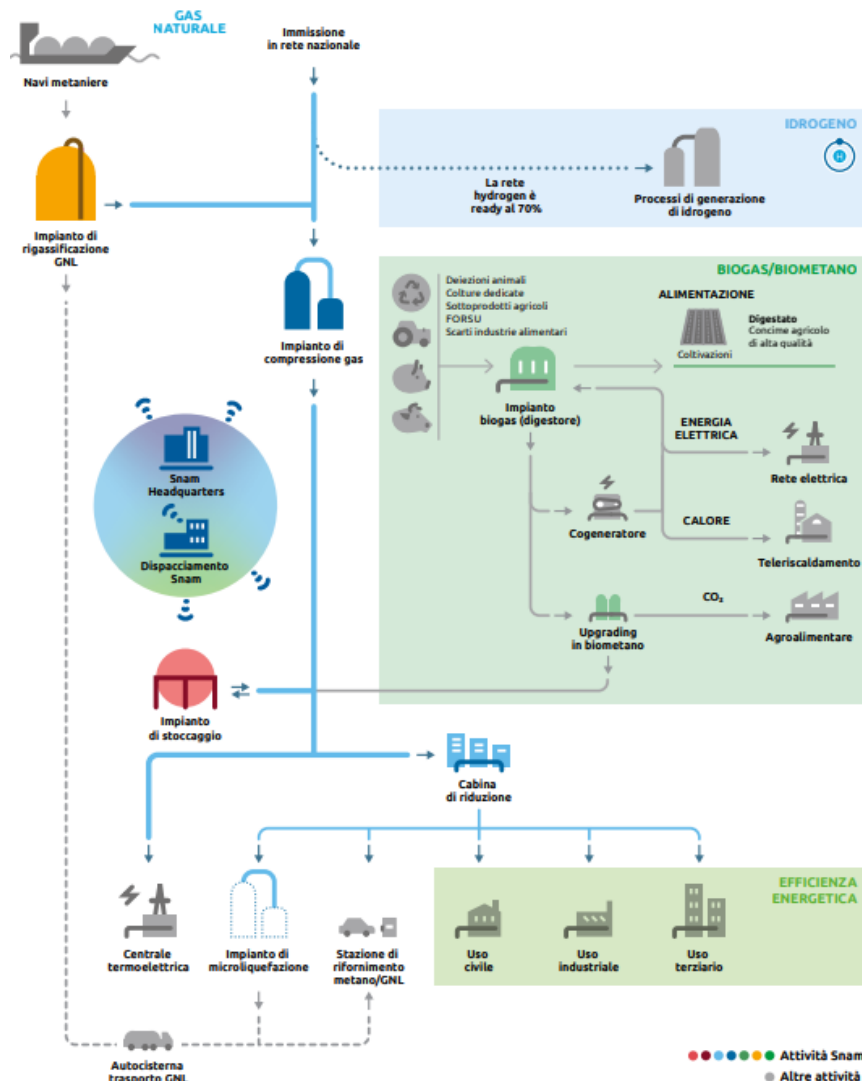 GAS
NATURALE
Navi metaniere
Immissione
in rete nazionale
Impianto di
rigassificazione
GNL
IDROGENO
H
La rete
hydrogen è
ready al 70%
Processi di generazione
di idrogeno
Impianto di
compressione gas
BIOGAS/BIOMETANO
Deiezioni animali
Colture dedicate
Sottoprodotti agricoli
FORSU
Scarti industrie alimentari
ALIMENTAZIONE
Coltivazioni
Digestato
Concime agricolo
di alta qualità
Impianto
biogas (digestore)
ENERGIA
ELETTRICA
Rete elettrica
Cogeneratore
CALORE
Teleriscaldamento
Upgrading
in biometano
CO₂
Agroalimentare
Snam
Headquarters
Dispacciamento
Snam
Impianto
di stoccaggio
Cabina
di riduzione
Centrale
termoelettrica
Impianto di
microliquefazione
Stazione di
rifornimento
metano/GNL
EFFICIENZA
ENERGETICA
Uso
civile
Uso
industriale
Uso
terziario
Autocisterna
trasporto GNL
Attività Snam
Altre attività